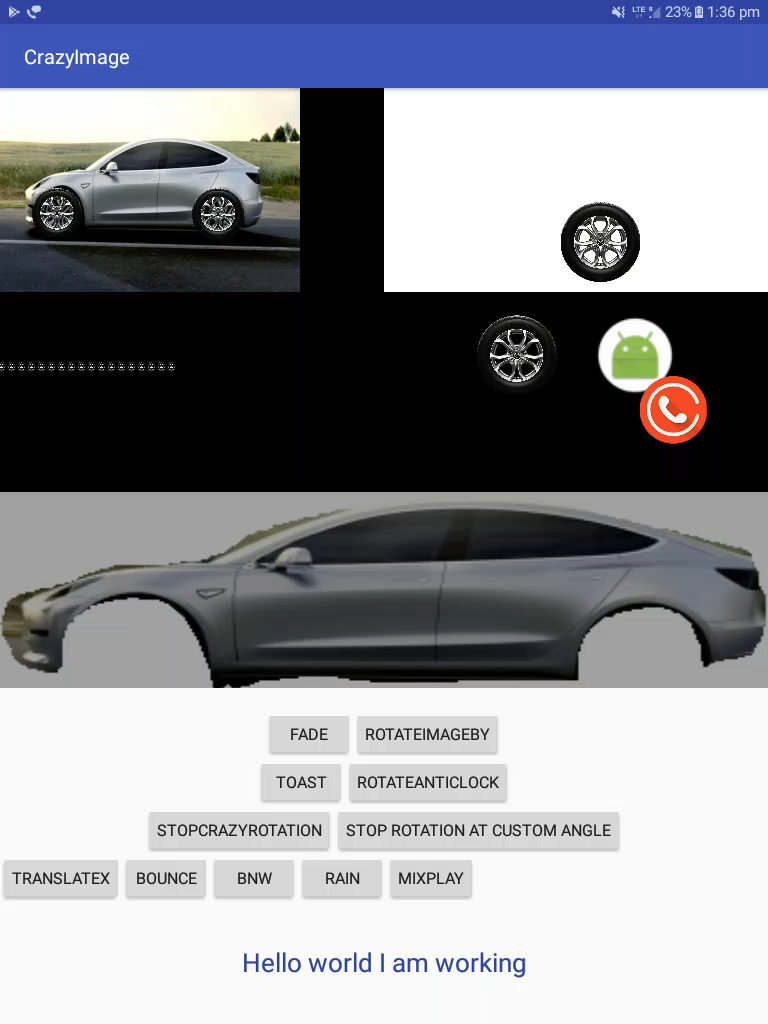 LTE R 23% 1:36 pm
CrazyImage
FADE ROTATEIMAGEBY
TOAST ROTATEANTICLOCK
STOPCRAZYROTATION STOP ROTATION AT CUSTOM ANGLE
TRANSLATEX BOUNCE BNW RAIN MIXPLAY
Hello world I am working